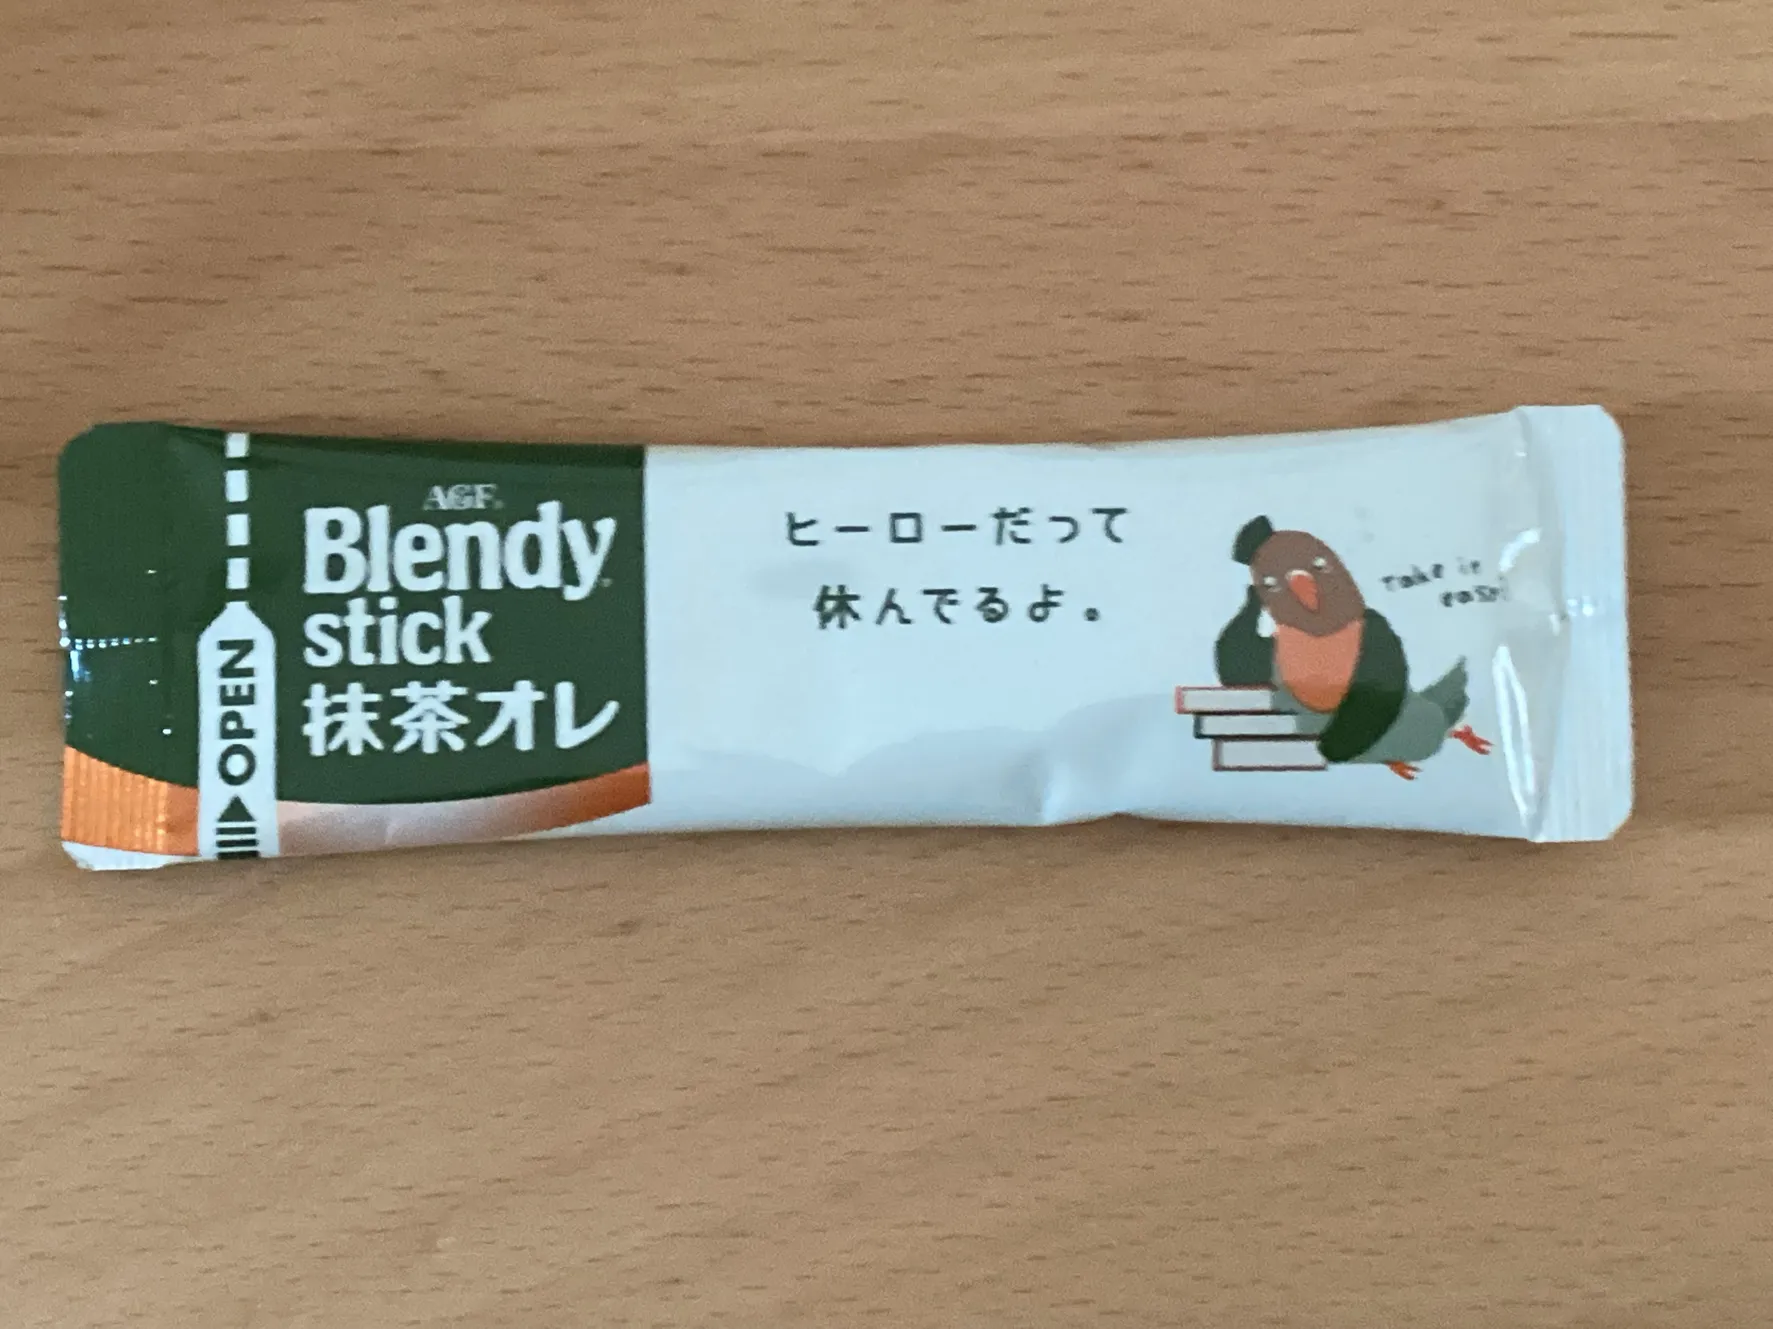 AGF®
Blendy®
stick
抹茶オレ
OPEN
ヒーローだって
休んでるよ。
Take it
easy!